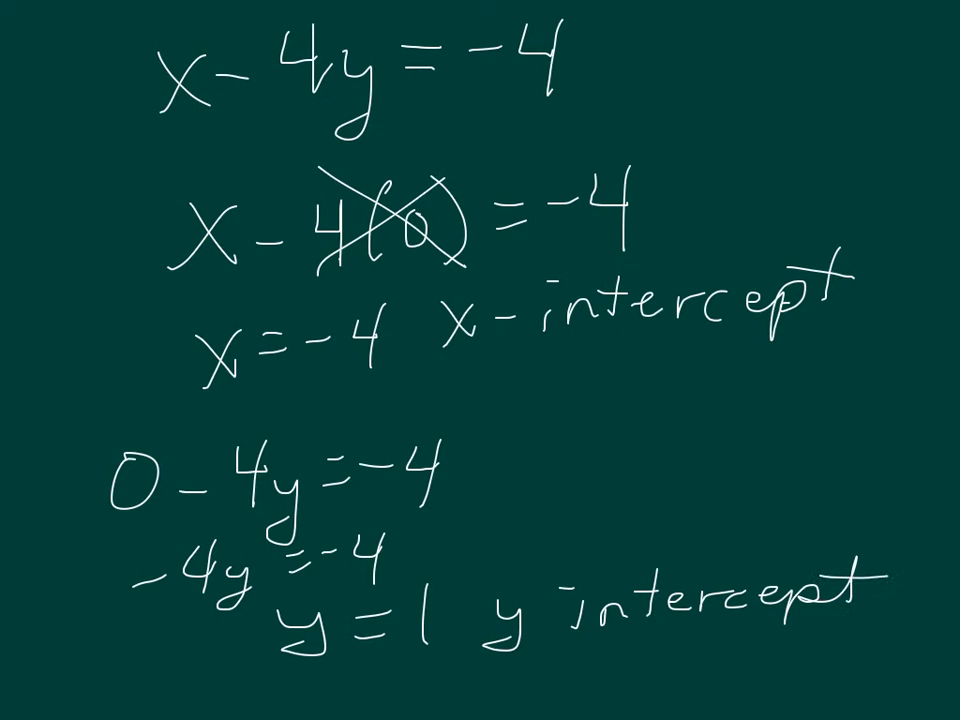 x - 4y = -4
x - 4(0) = -4
x = -4 x - intercept
0 - 4y = -4
-4y = -4
y = 1 y intercept